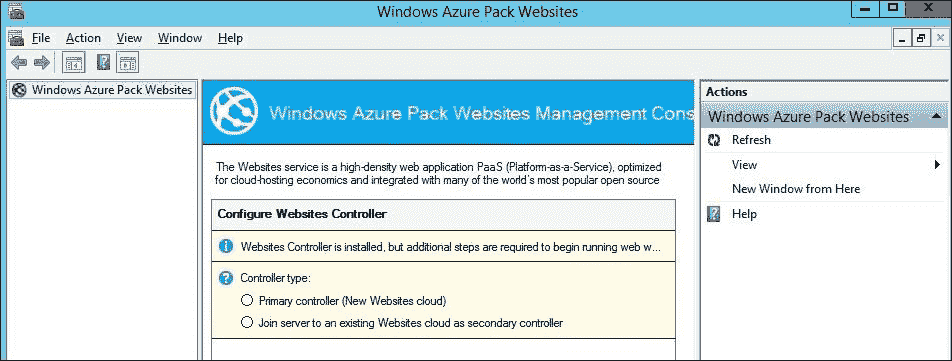 Windows Azure Pack Websites
File Action View Window Help
Windows Azure Pack Websites
Windows Azure Pack Websites Management Cons
The Websites service is a high-density web application PaaS (Platform-as-a-Service), optimized
for cloud-hosting economics and integrated with many of the world's most popular open source
Configure Websites Controller
Websites Controller is installed, but additional steps are required to begin running web w...
Controller type:
Primary controller (New Websites cloud)
Join server to an existing Websites cloud as secondary controller
Actions
Windows Azure Pack Websites
Refresh
View
New Window from Here
Help